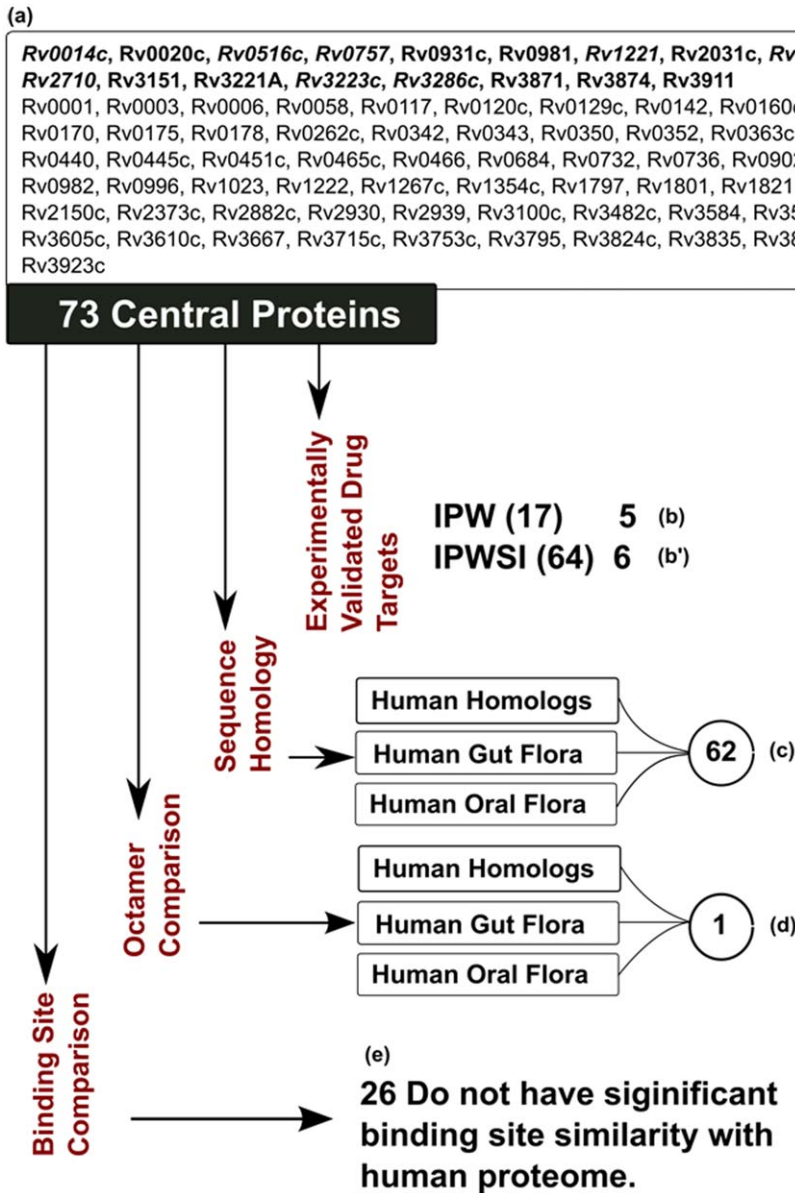 (a)
Rv0014c, Rv0020c, Rv0516c, Rv0757, Rv0931c, Rv0981, Rv1221, Rv2031c,
Rv2710, Rv3151, Rv3221A, Rv3223c, Rv3286c, Rv3871, Rv3874, Rv3911
Rv0001, Rv0003, Rv0006, Rv0058, Rv0117, Rv0120c, Rv0129c, Rv0142, Rv0160c
Rv0170, Rv0175, Rv0178, Rv0262c, Rv0342, Rv0343, Rv0350, Rv0352, Rv0363c
Rv0440, Rv0445c, Rv0451c, Rv0465c, Rv0466, Rv0684, Rv0732, Rv0736,
Rv0982, Rv0996, Rv1023, Rv1222, Rv1267c, Rv1354c, Rv1797, Rv1801, Rv1821
Rv2150c, Rv2373c, Rv2882c, Rv2930, Rv2939, Rv3100c, Rv3482c, Rv3584,
Rv3605c, Rv3610c, Rv3667, Rv3715c, Rv3753c, Rv3795, Rv3824c, Rv3835,
Rv3923c
73 Central Proteins
Experimentally
Validated Drug
Targets
IPW (17) 5 (b)
IPWSI (64) 6 (b')
Sequence
Homology
Human Homologs
Human Gut Flora
Human Oral Flora
62 (c)
Octamer
Comparison
Human Homologs
Human Gut Flora
Human Oral Flora
1 (d)
Binding Site
Comparison
(e)
26 Do not have siginificant
binding site similarity with
human proteome.